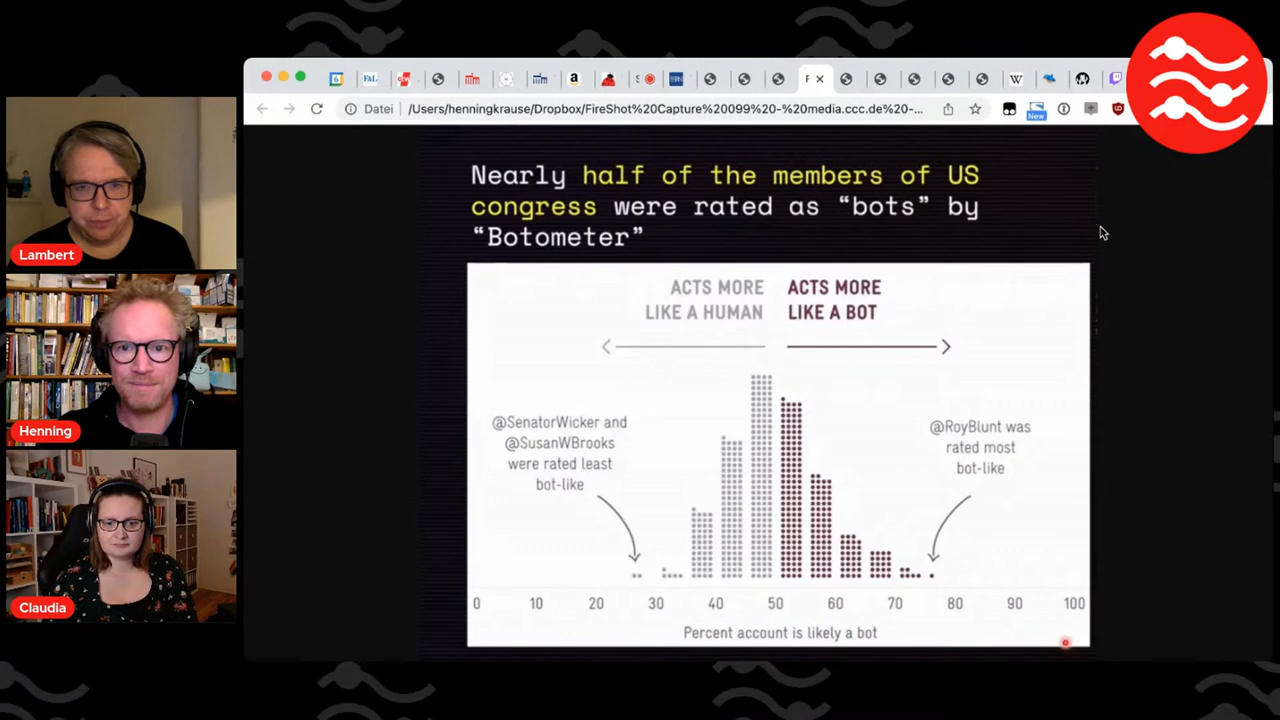 Datei
/Users/henningkrause/Dropbox/FireShot%20Capture%20099%20-%20media.ccc.de%20-...
New
Nearly half of the members of US
congress were rated as “bots” by
“Botometer”
ACTS MORE
LIKE A HUMAN
ACTS MORE
LIKE A BOT
@SenatorWicker and
@SusanWBrooks
were rated least
bot-like
@RoyBlunt was
rated most
bot-like
0 10 20 30 40 50 60 70 80 90 100
Percent account is likely a bot
Lambert
Henning
Claudia